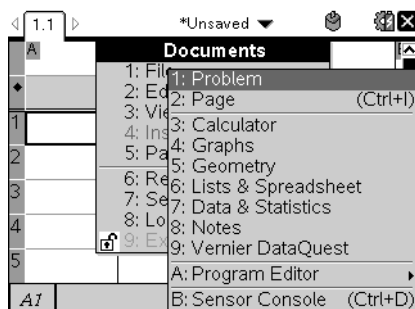 1.1 *Unsaved
A
Documents
1: Fil
2: Ed
3: Vie
4: Ins
5: Pa
6: Re
7: Se
8: Lo
9: Ex
1: Problem
2: Page (Ctrl+I)
3: Calculator
4: Graphs
5: Geometry
6: Lists & Spreadsheet
7: Data & Statistics
8: Notes
9: Vernier DataQuest
A: Program Editor
B: Sensor Console (Ctrl+D)
1
2
3
4
5
A1